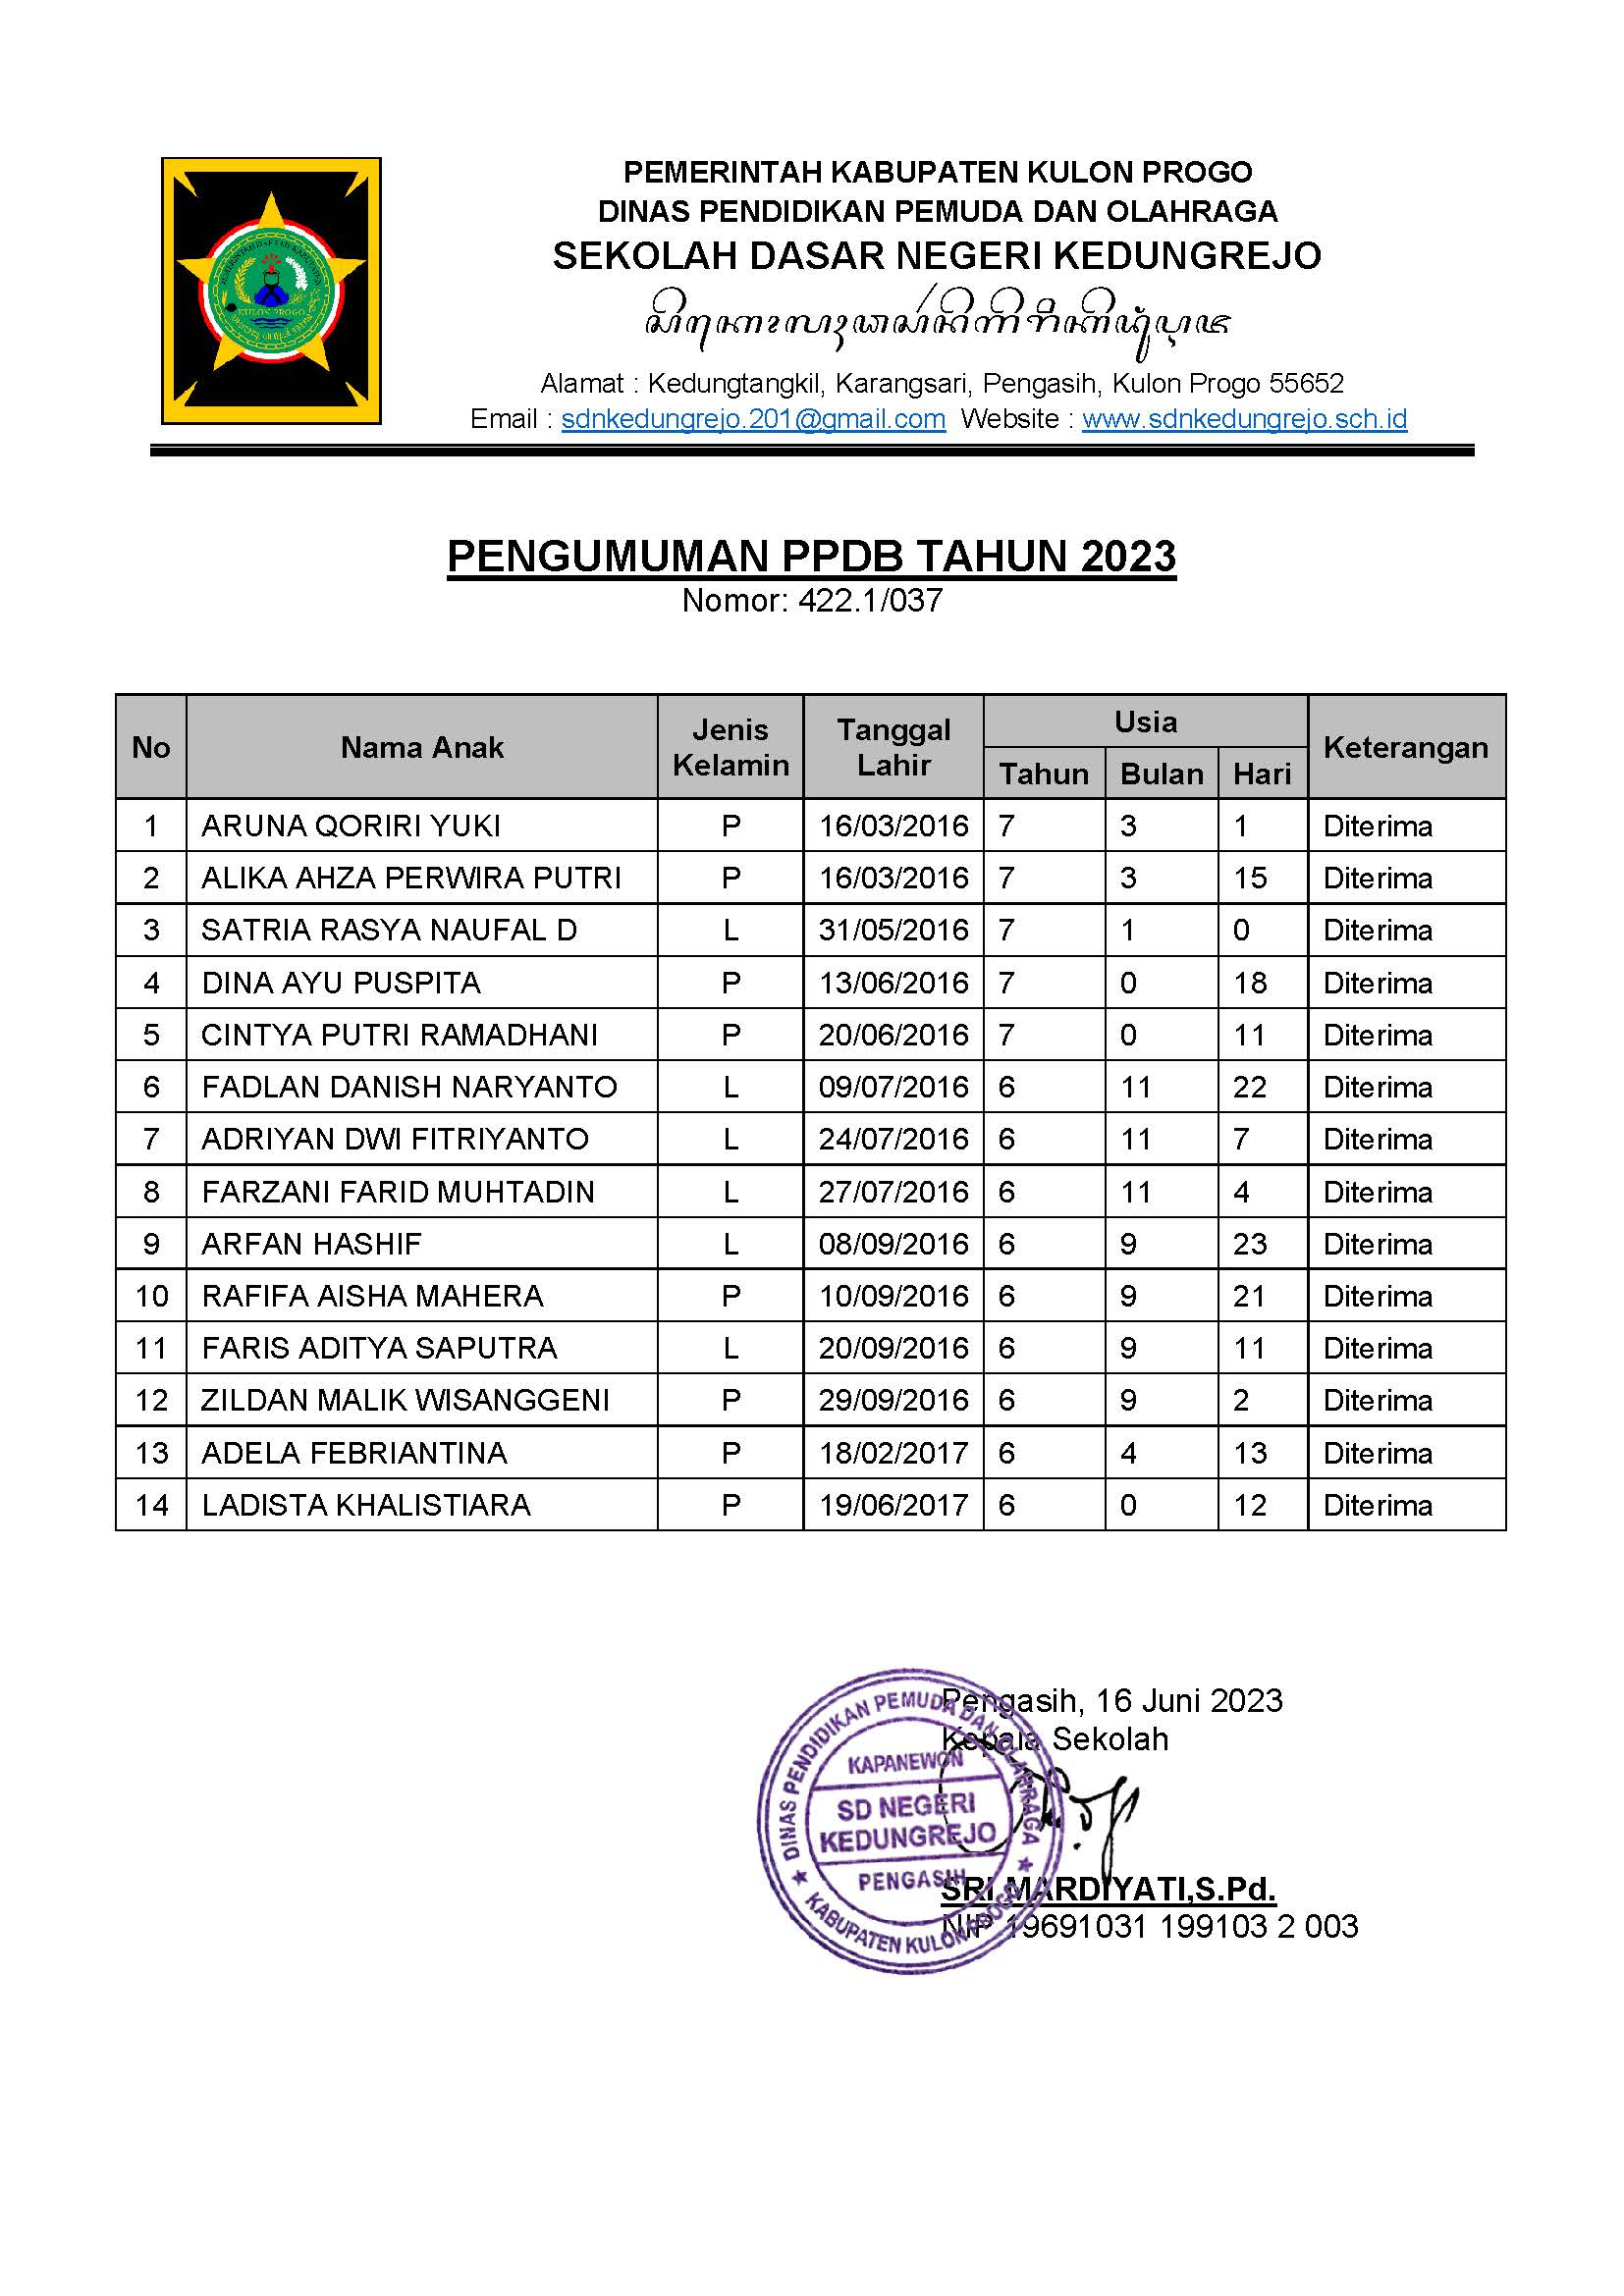 PEMERINTAH KABUPATEN KULON PROGO
DINAS PENDIDIKAN PEMUDA DAN OLAHRAGA
SEKOLAH DASAR NEGERI KEDUNGREJO
Alamat : Kedungtangkil, Karangsari, Pengasih, Kulon Progo 55652
Email : sdnkedungrejo.201@gmail.com Website : www.sdnkedungrejo.sch.id
KULON PROGO
PENGUMUMAN PPDB TAHUN 2023
Nomor: 422.1/037
No Nama Anak Jenis Kelamin Tanggal Lahir Usia Keterangan
Tahun Bulan Hari
1 ARUNA QORIRI YUKI P 16/03/2016 7 3 1 Diterima
2 ALIKA AHZA PERWIRA PUTRI P 16/03/2016 7 3 15 Diterima
3 SATRIA RASYA NAUFAL D L 31/05/2016 7 1 0 Diterima
4 DINA AYU PUSPITA P 13/06/2016 7 0 18 Diterima
5 CINTYA PUTRI RAMADHANI P 20/06/2016 7 0 11 Diterima
6 FADLAN DANISH NARYANTO L 09/07/2016 6 11 22 Diterima
7 ADRIYAN DWI FITRIYANTO L 24/07/2016 6 11 7 Diterima
8 FARZANI FARID MUHTADIN L 27/07/2016 6 11 4 Diterima
9 ARFAN HASHIF L 08/09/2016 6 9 23 Diterima
10 RAFIFA AISHA MAHERA P 10/09/2016 6 9 21 Diterima
11 FARIS ADITYA SAPUTRA L 20/09/2016 6 9 11 Diterima
12 ZILDAN MALIK WISANGGENI P 29/09/2016 6 9 2 Diterima
13 ADELA FEBRIANTINA P 18/02/2017 6 4 13 Diterima
14 LADISTA KHALISTIARA P 19/06/2017 6 0 12 Diterima
Pengasih, 16 Juni 2023
Kepala Sekolah
DINAS PENDIDIKAN PEMUDA DAN OLAHRAGA
KAPANEWON
SD NEGERI
KEDUNGREJO
PENGASIH
KABUPATEN KULON PROGO
SRI MARDIYATI,S.Pd.
NIP 19691031 199103 2 003